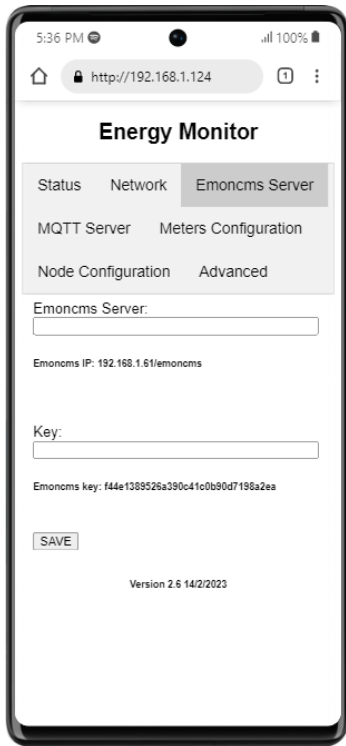 5:36 PM 100%
http://192.168.1.124 1
Energy Monitor
Status Network Emoncms Server
MQTT Server Meters Configuration
Node Configuration Advanced
Emoncms Server:
Emoncms IP: 192.168.1.61/emoncms
Key:
Emoncms key: f44e1389526a390c41c0b90d7198a2ea
SAVE
Version 2.6 14/2/2023